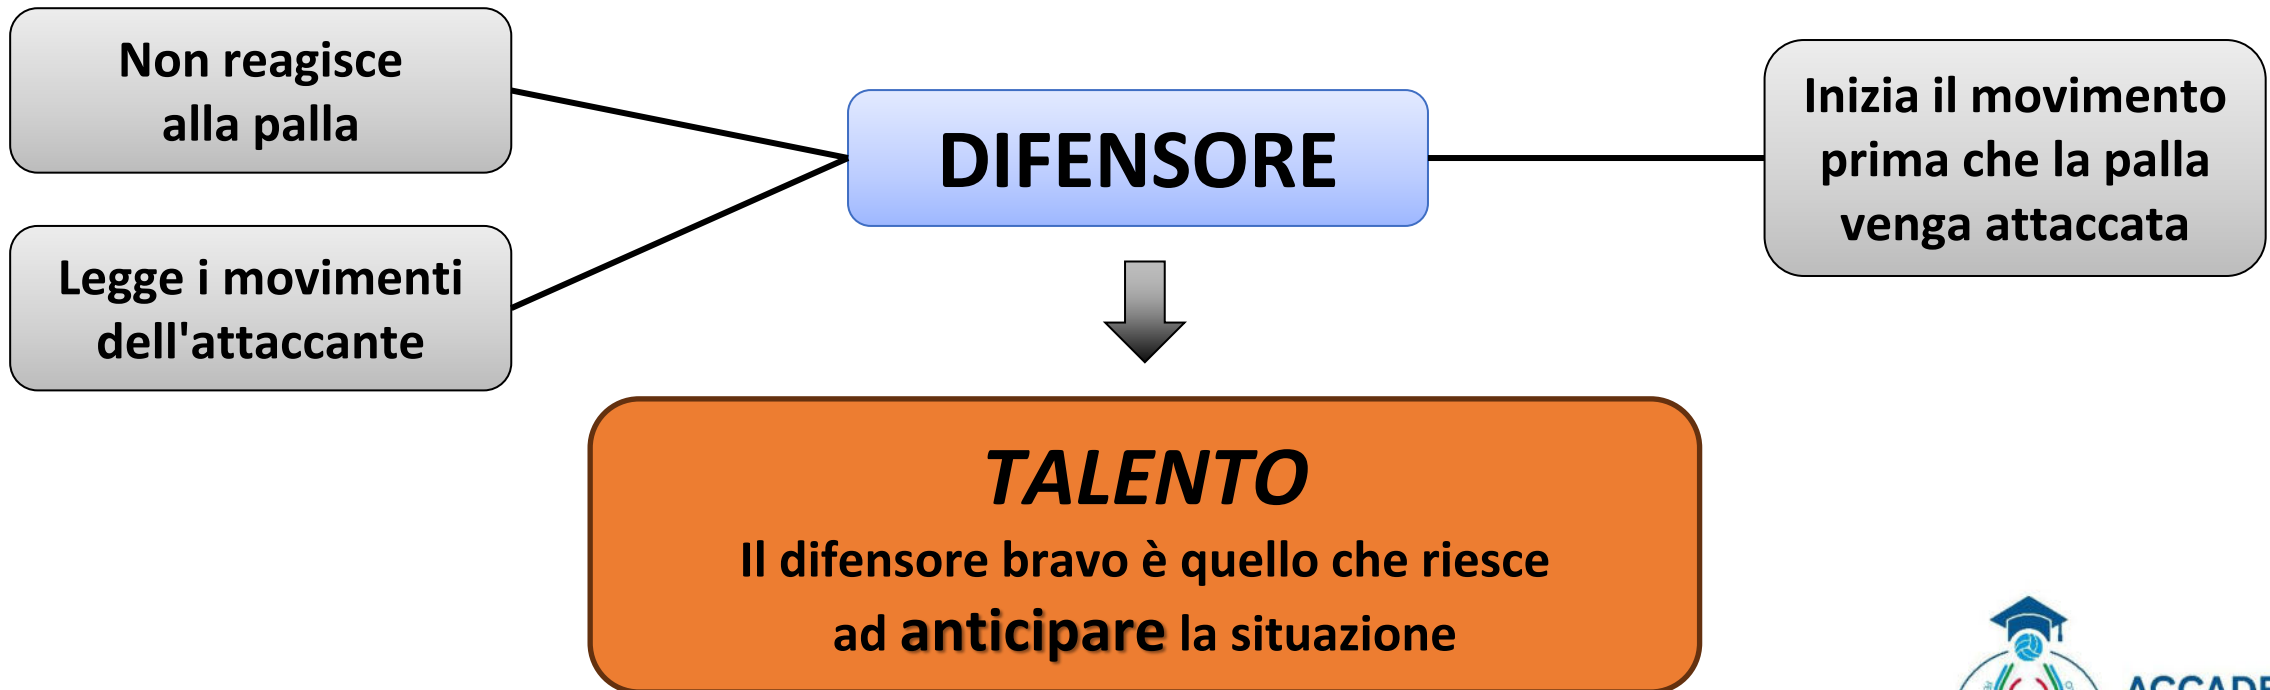 Non reagisce
alla palla
Legge i movimenti
dell'attaccante
DIFENSORE
Inizia il movimento
prima che la palla
venga attaccata
TALENTO
Il difensore bravo è quello che riesce
ad anticipare la situazione